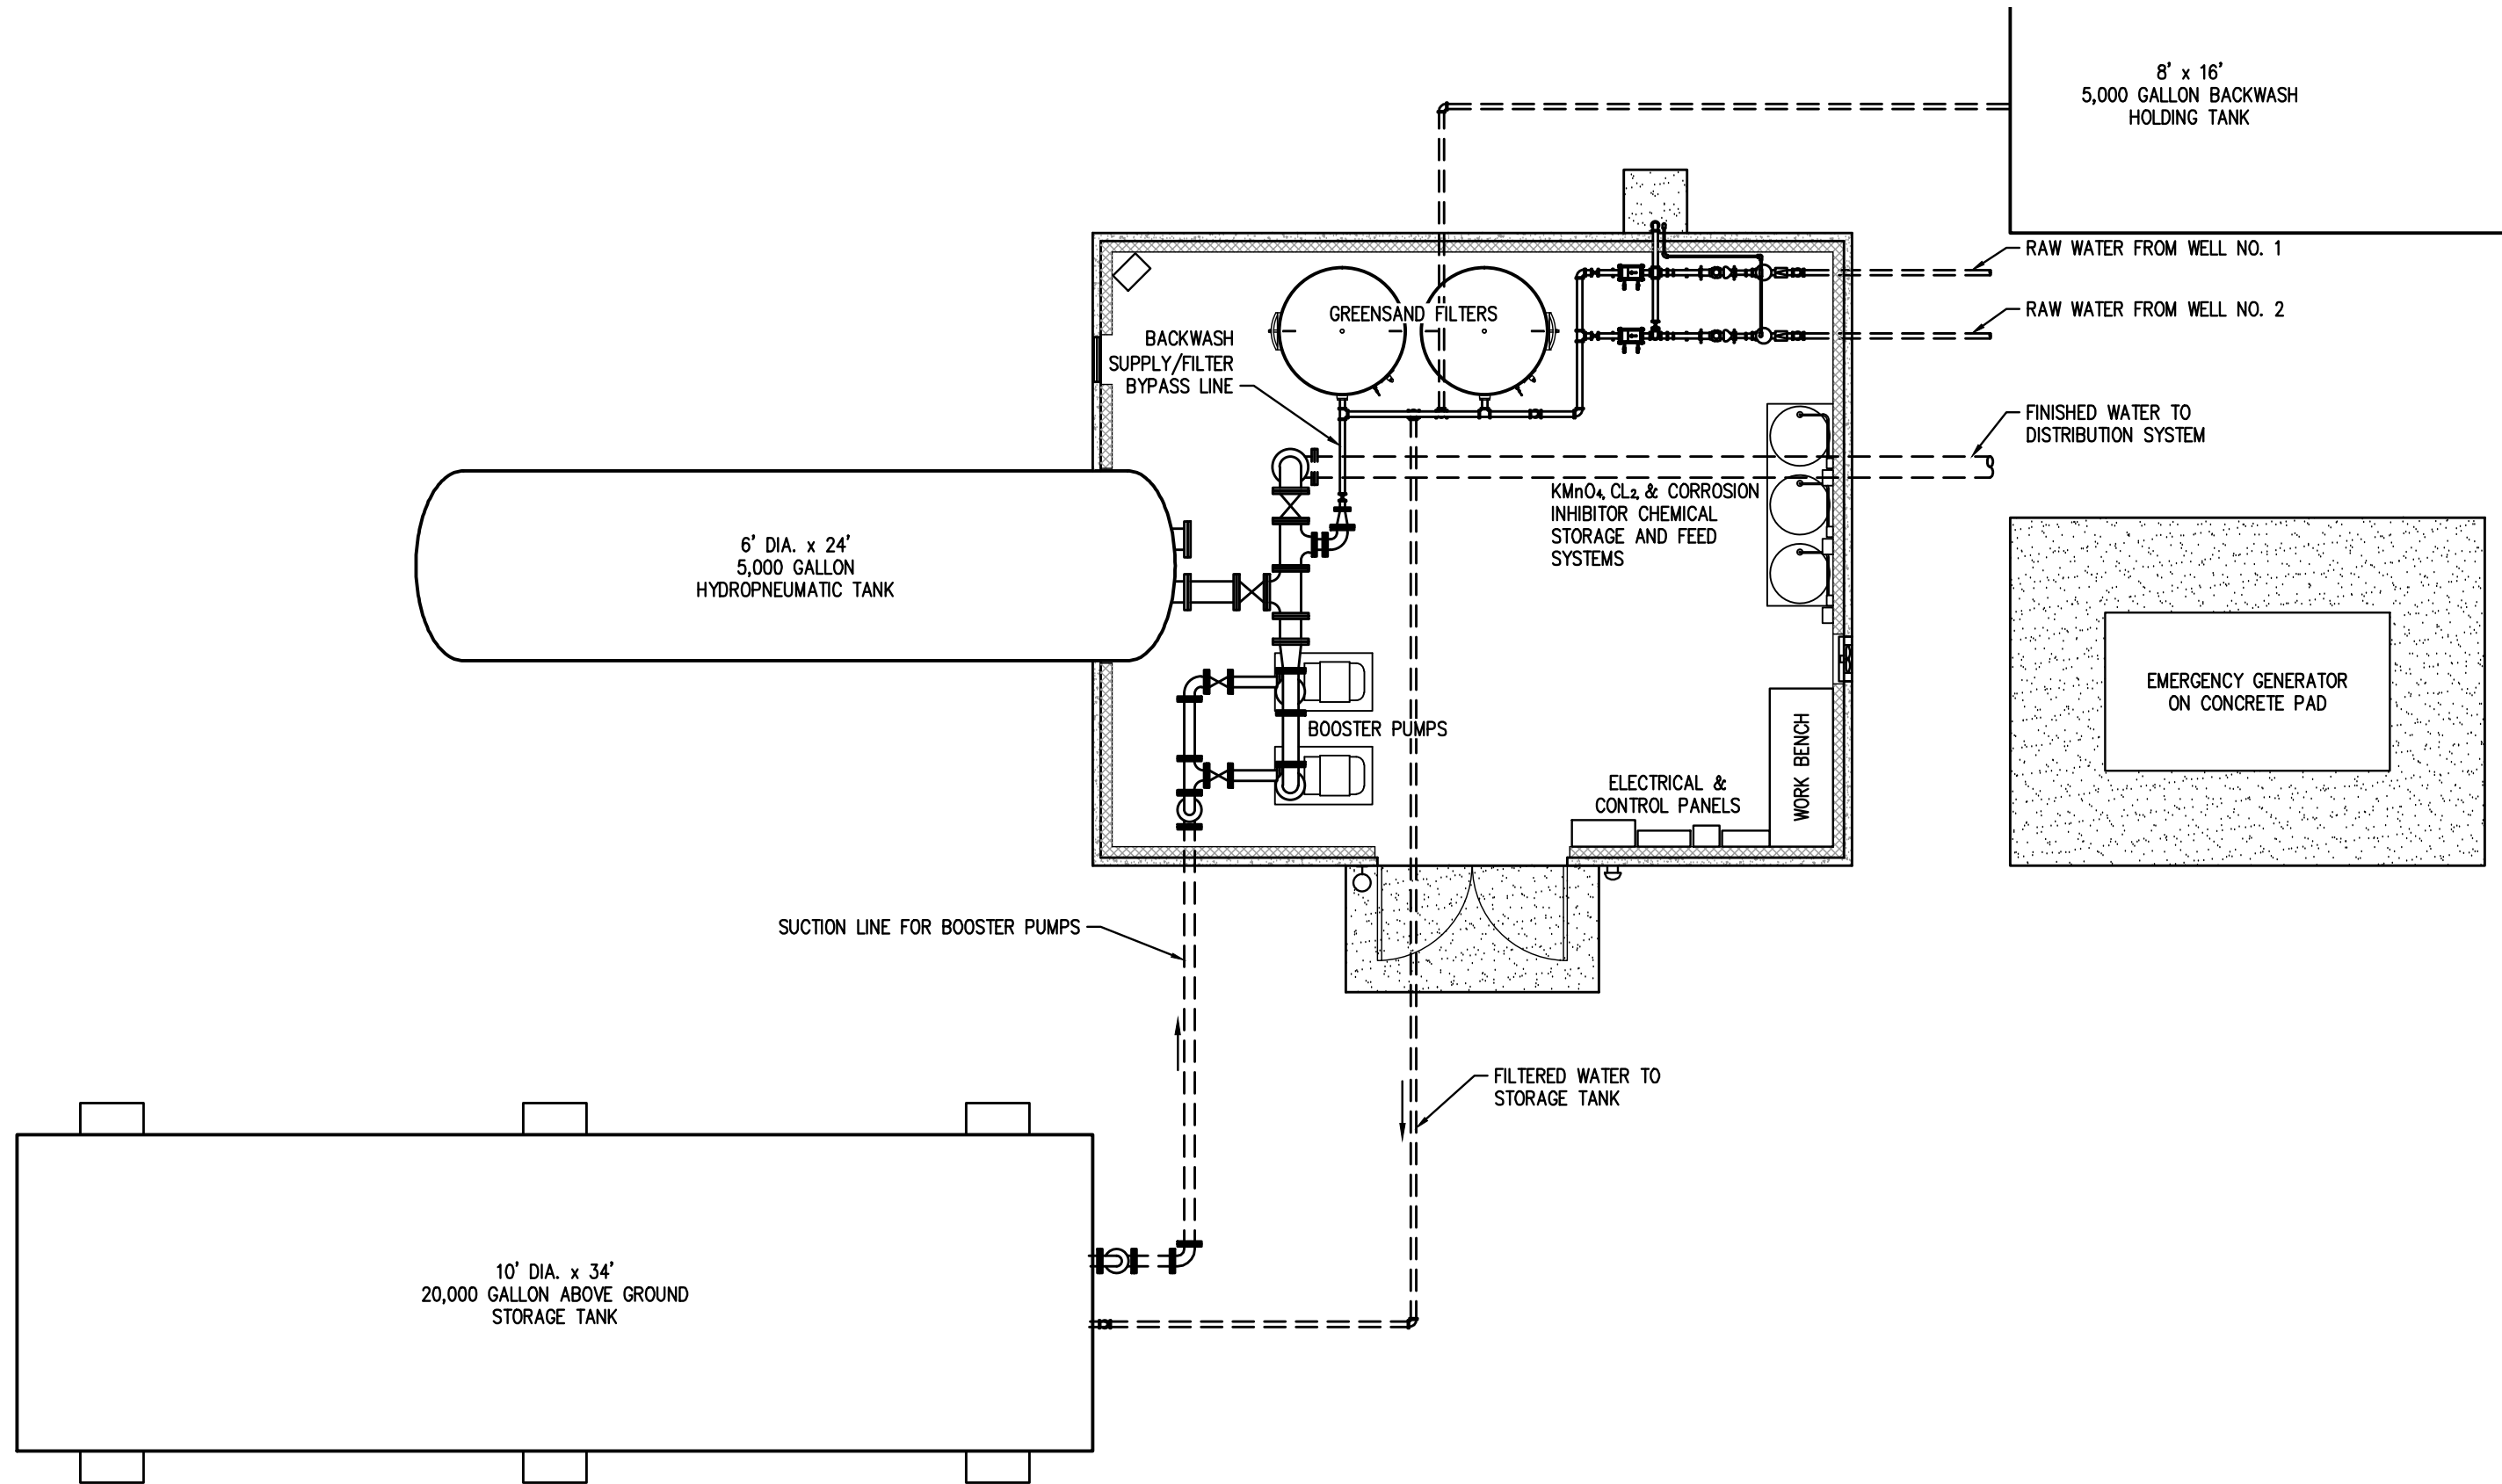 8' x 16'
5,000 GALLON BACKWASH
HOLDING TANK
RAW WATER FROM WELL NO. 1
RAW WATER FROM WELL NO. 2
GREENSAND FILTERS
BACKWASH
SUPPLY/FILTER
BYPASS LINE
FINISHED WATER TO
DISTRIBUTION SYSTEM
KMnO₄, CL₂, & CORROSION
INHIBITOR CHEMICAL
STORAGE AND FEED
SYSTEMS
6' DIA. x 24'
5,000 GALLON
HYDROPNEUMATIC TANK
EMERGENCY GENERATOR
ON CONCRETE PAD
BOOSTER PUMPS
WORK BENCH
ELECTRICAL &
CONTROL PANELS
SUCTION LINE FOR BOOSTER PUMPS
FILTERED WATER TO
STORAGE TANK
10' DIA. x 34'
20,000 GALLON ABOVE GROUND
STORAGE TANK